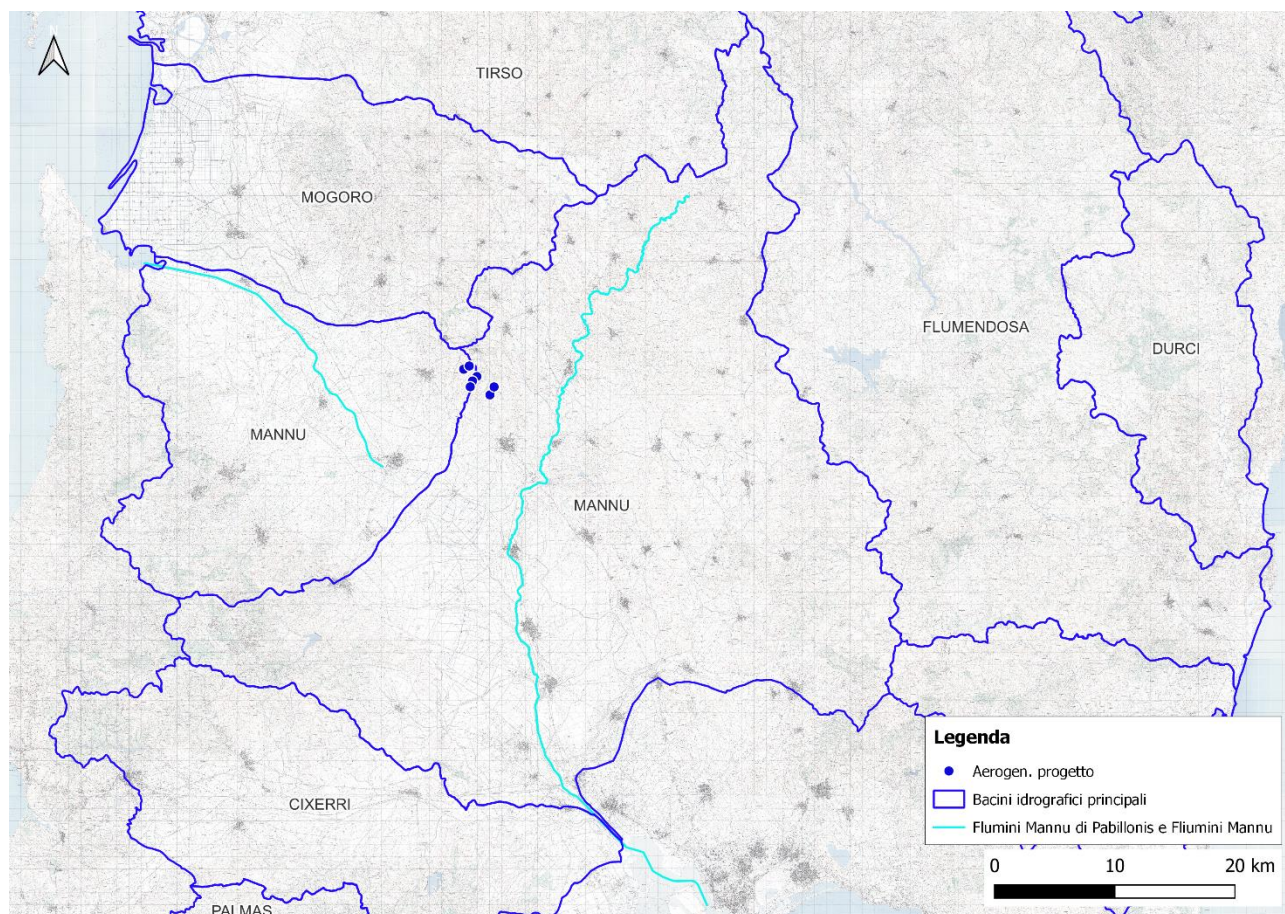 TIRSO
MOGORO
FLUMENDOSA
DURCI
MANNU
MANNU
CIXERRI
PALMAS
Legenda
Aerogen. progetto
Bacini idrografici principali
Flumini Mannu di Pabillonis e Fliumini Mannu
0 10 20 km